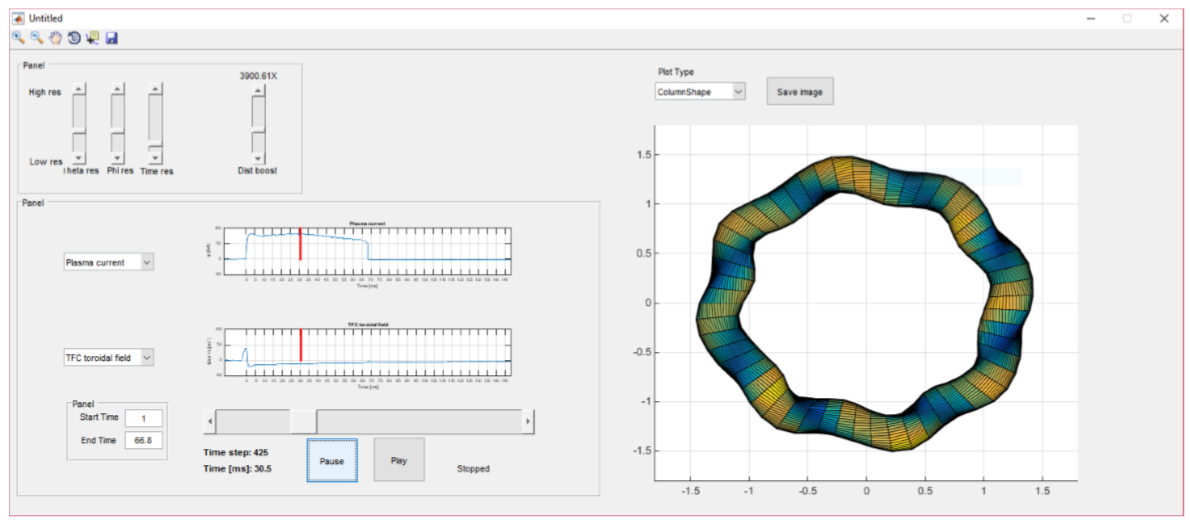 Untitled
Panel
3900.61X
High res
Low res
Theta res
Phi res
Time res
Dist boost
Plot Type
ColumnShape
Save image
1.5
1
0.5
0
-0.5
-1
-1.5
-1.5 -1 -0.5 0 0.5 1 1.5
Panel
Plasma current
Plasma current
Time [ms]
TFC toroidal field
TFC toroidal field
Time [ms]
Panel
Start Time 1
End Time 66.8
Time step: 425
Time [ms]: 30.5
Pause
Play
Stopped